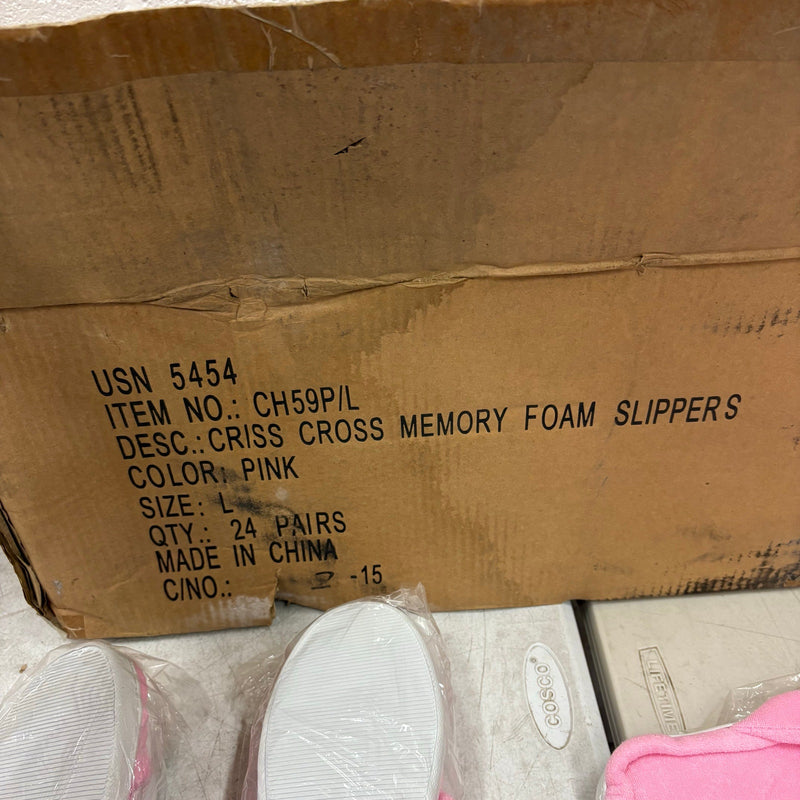 USN 5454
ITEM NO.: CH59P/L
DESC.: CRISS CROSS MEMORY FOAM SLIPPERS
COLOR: PINK
SIZE: L
QTY.: 24 PAIRS
MADE IN CHINA
C/NO.: -15
COSCO
LIFETIME